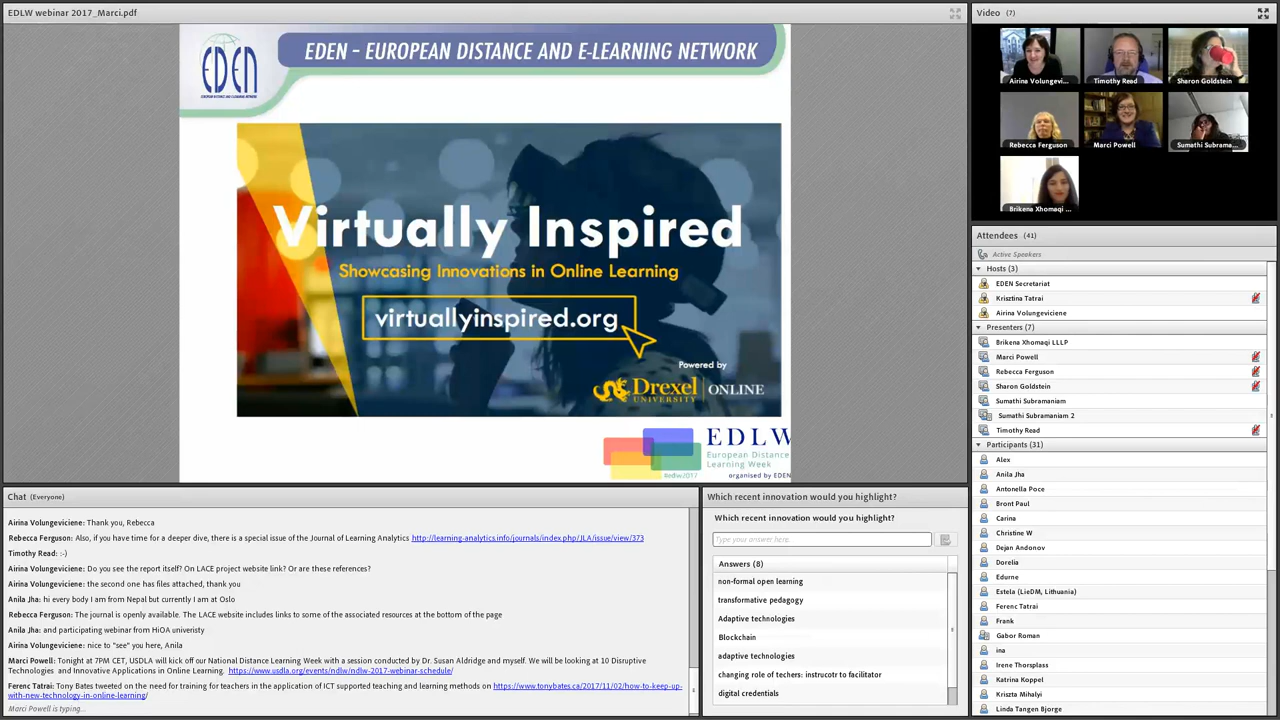 EDLW webinar 2017_Marci.pdf
EDEN
EDEN – EUROPEAN DISTANCE AND E-LEARNING NETWORK
Virtually Inspired
Showcasing Innovations in Online Learning
virtuallyinspired.org
Powered by
Drexel UNIVERSITY | ONLINE
EDLW
European Distance
Learning Week
#edlw2017 organised by EDEN
Video (7)
Airina Volungevi...
Timothy Read
Sharon Goldstein
Rebecca Ferguson
Marci Powell
Sumathi Subrama...
Brikena Xhomaqi ...
Attendees (41)
Active Speakers
Hosts (3)
EDEN Secretariat
Krisztina Tatrai
Airina Volungeviciene
Presenters (7)
Brikena Xhomaqi LLLP
Marci Powell
Rebecca Ferguson
Sharon Goldstein
Sumathi Subramaniam
Sumathi Subramaniam 2
Timothy Read
Participants (31)
Alex
Anila Jha
Antonella Poce
Bront Paul
Carina
Christine W
Dejan Andonov
Dorelia
Edurne
Estela (LieDM, Lithuania)
Ferenc Tatrai
Frank
Gabor Roman
ina
Irene Thorsplass
Katrina Koppel
Kriszta Mihalyi
Linda Tangen Bjorge
Chat (Everyone)
Airina Volungeviciene: Thank you, Rebecca
Rebecca Ferguson: Also, if you have time for a deeper dive, there is a special issue of the Journal of Learning Analytics http://learning-analytics.info/journals/index.php/JLA/issue/view/373
Timothy Read: :-)
Airina Volungeviciene: Do you see the report itself? On LACE project website link? Or are these references?
Airina Volungeviciene: the second one has files attached, thank you
Anila Jha: hi every body I am from Nepal but currently I am at Oslo
Rebecca Ferguson: The journal is openly available. The LACE website includes links to some of the associated resources at the bottom of the page
Anila Jha: and participating webinar from HiOA univeristy
Airina Volungeviciene: nice to "see" you here, Anila
Marci Powell: Tonight at 7PM CET, USDLA will kick off our National Distance Learning Week with a session conducted by Dr. Susan Aldridge and myself. We will be looking at 10 Disruptive
Technologies and Innovative Applications in Online Learning. https://www.usdla.org/events/ndlw/ndlw-2017-webinar-schedule/
Ferenc Tatrai: Tony Bates tweeted on the need for training for teachers in the application of ICT supported teaching and learning methods on https://www.tonybates.ca/2017/11/02/how-to-keep-up-
with-new-technology-in-online-learning/
Marci Powell is typing...
Which recent innovation would you highlight?
Which recent innovation would you highlight?
Type your answer here.
Answers (8)
non-formal open learning
transformative pedagogy
Adaptive technologies
Blockchain
adaptive technologies
changing role of techers: instrucotr to facilitator
digital credentials